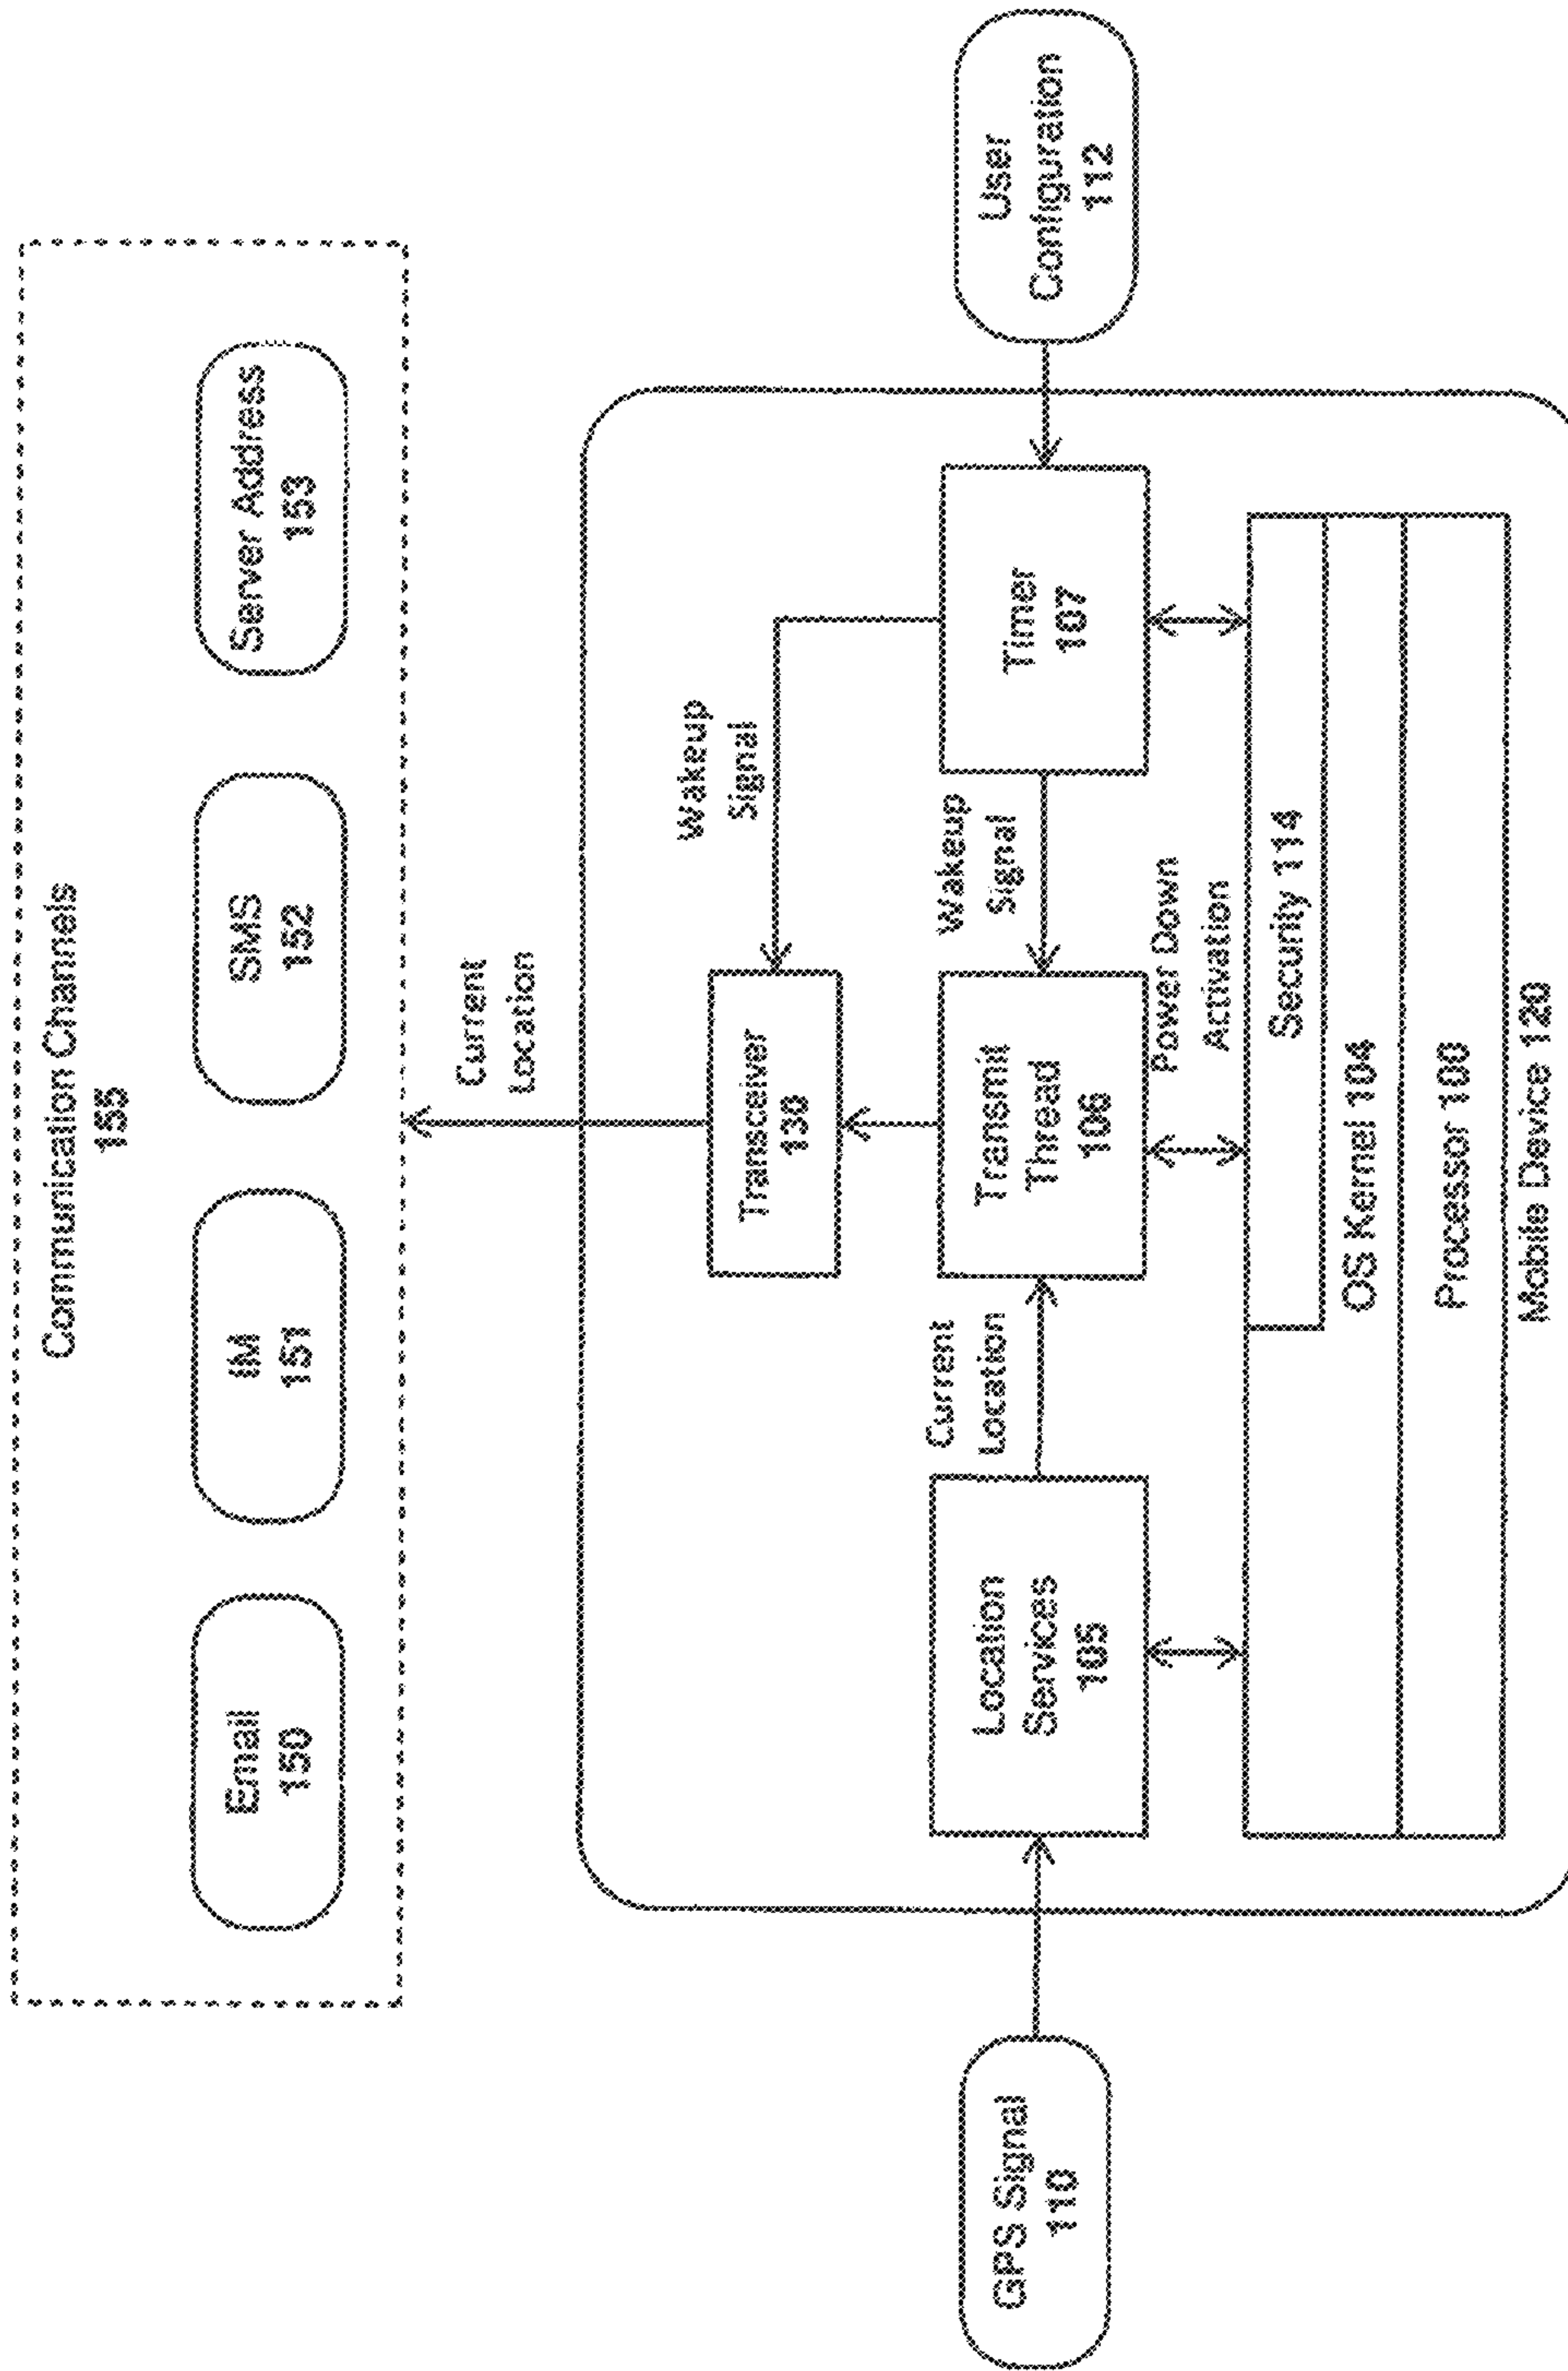 Communication Channels
155
Email
150
IM
151
SMS
152
Server Address
153
Current
Location
Transceiver
130
Wakeup
Signal
GPS Signal
110
Location
Services
105
Current
Location
Transmit
Thread
106
Wakeup
Signal
Timer
107
User
Configuration
112
Power Down
Activation
Security 114
OS Kernel 104
Processor 100
Mobile Device 120